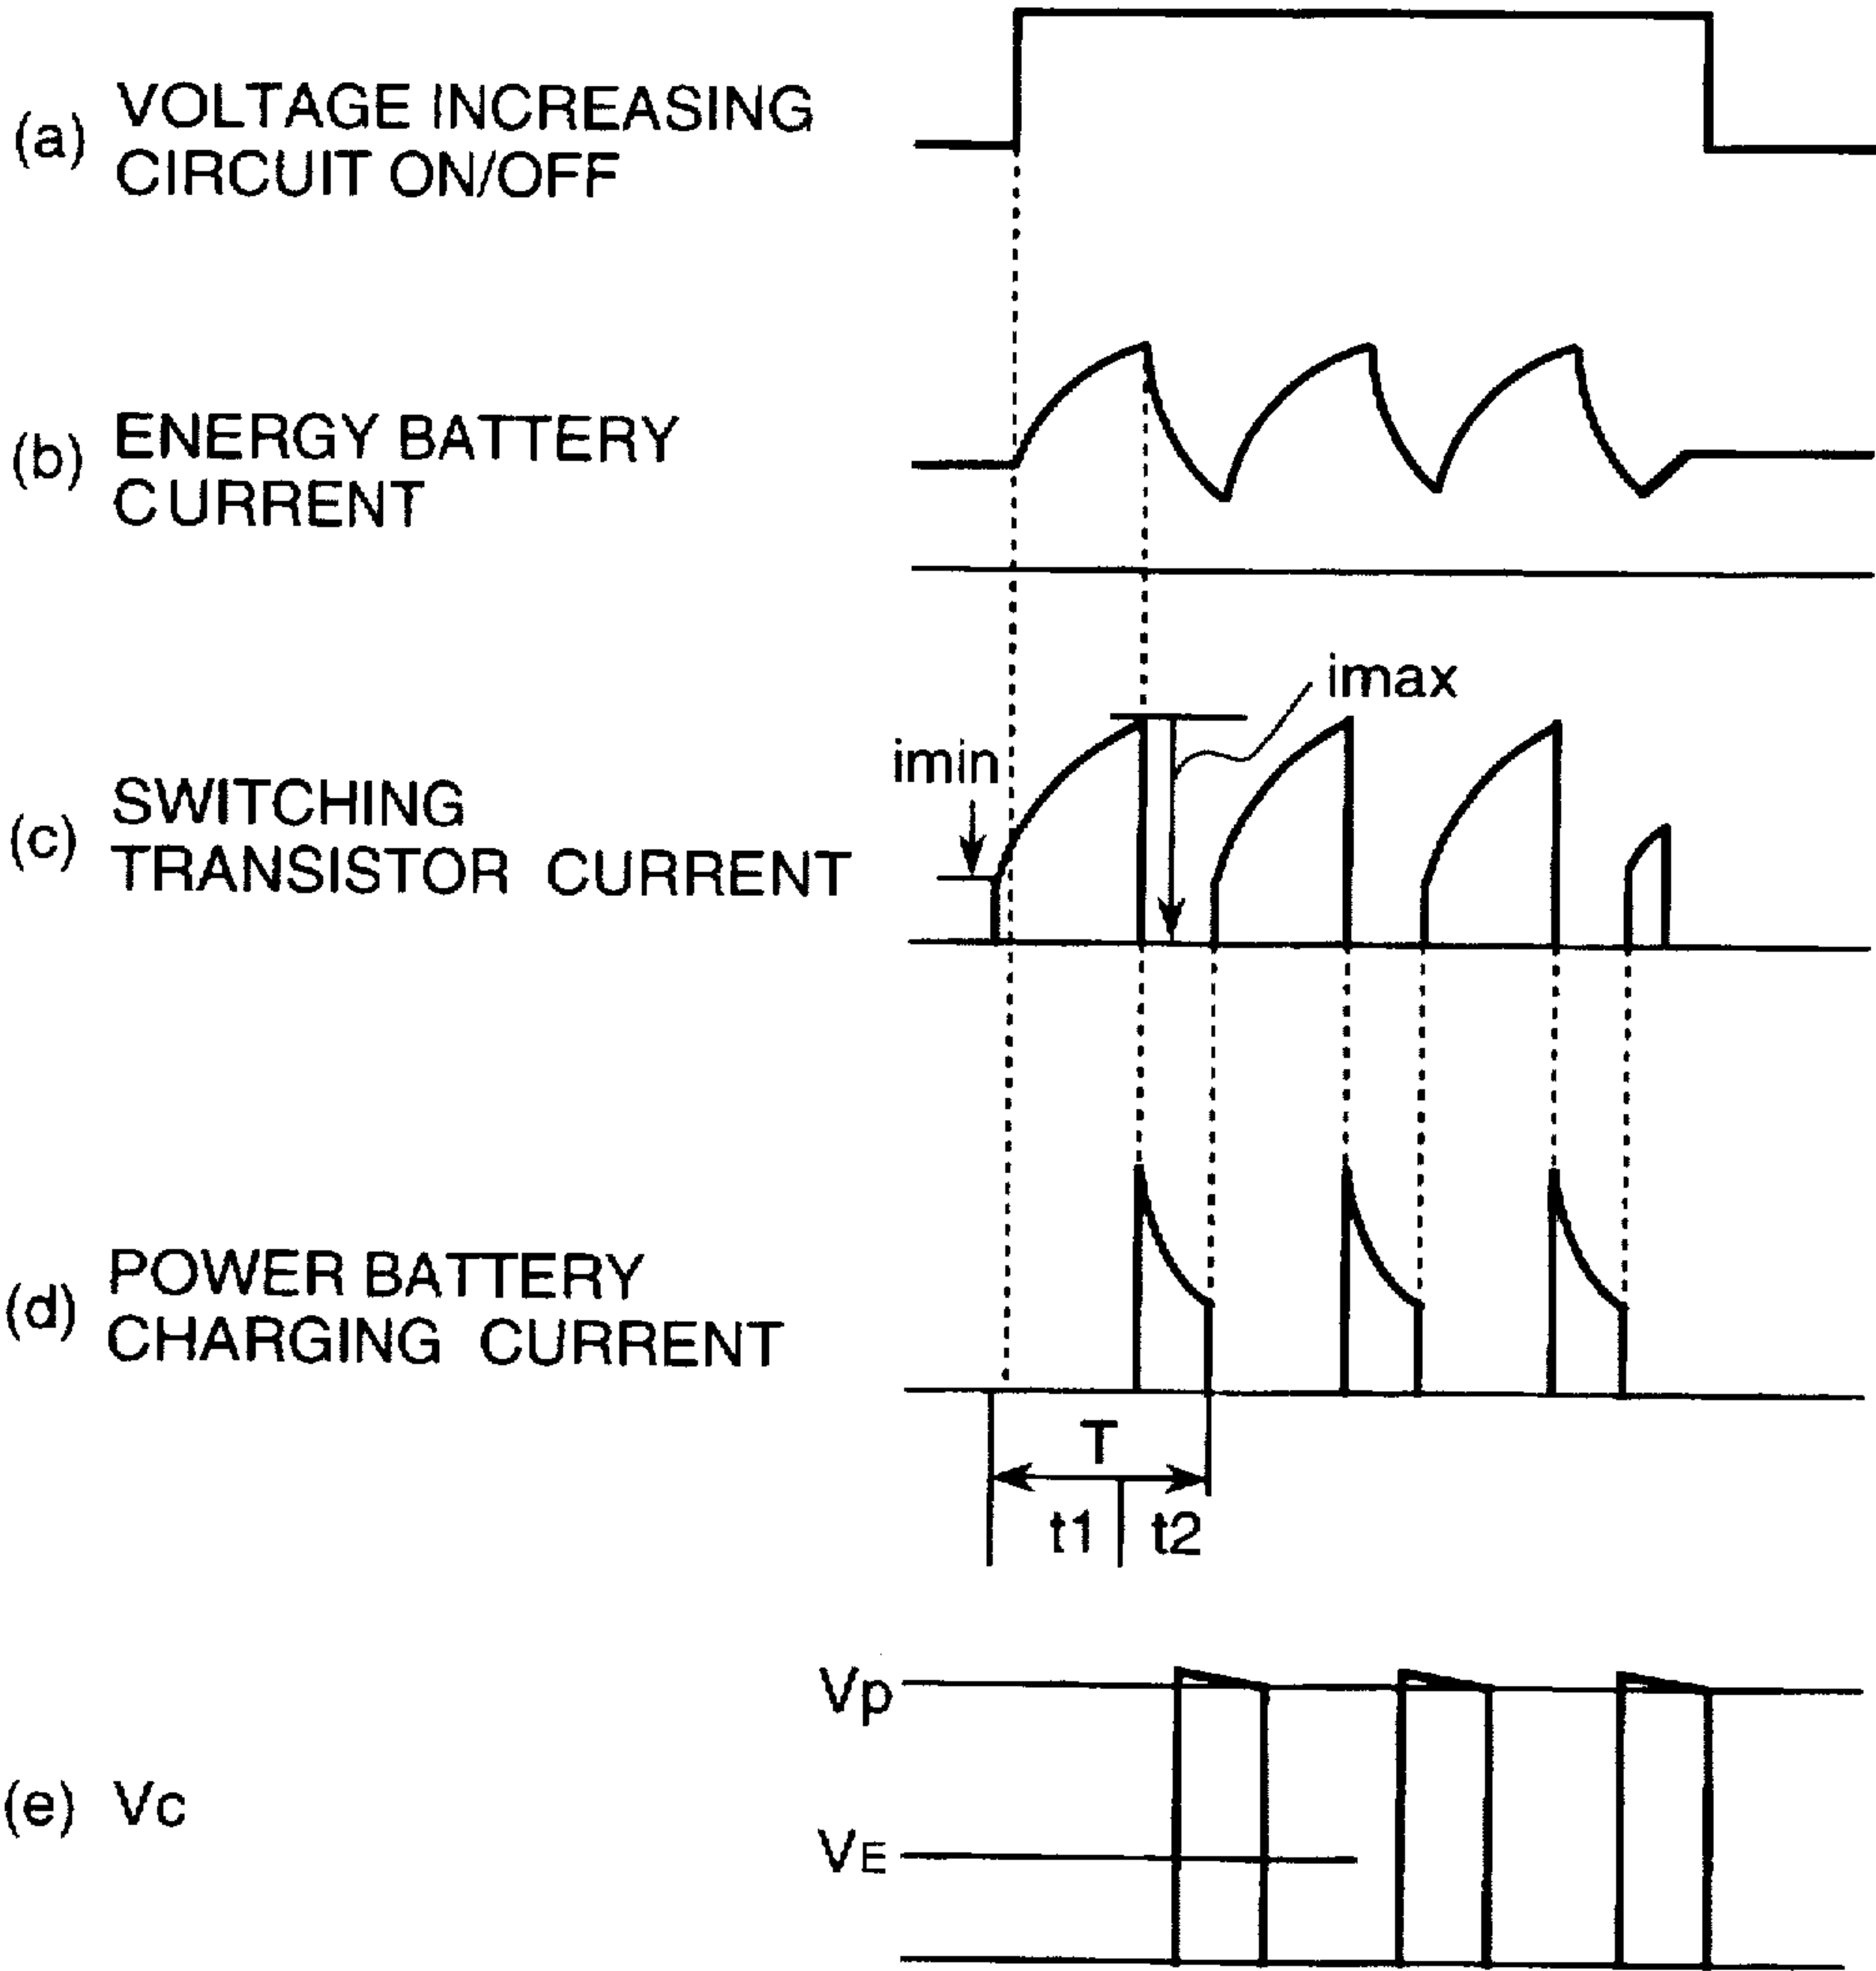 (a) VOLTAGE INCREASING
CIRCUIT ON/OFF
(b) ENERGY BATTERY
CURRENT
imax
imin
(c) SWITCHING
TRANSISTOR CURRENT
(d) POWER BATTERY
CHARGING CURRENT
T
t1 t2
Vp
(e) Vc
VE